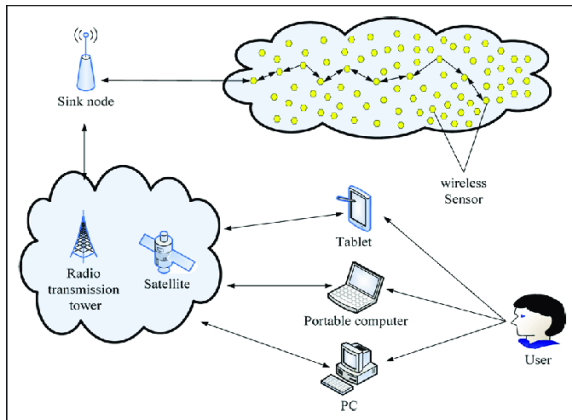 Sink node
wireless
Sensor
Radio
transmission
tower
Satellite
Tablet
Portable computer
PC
User